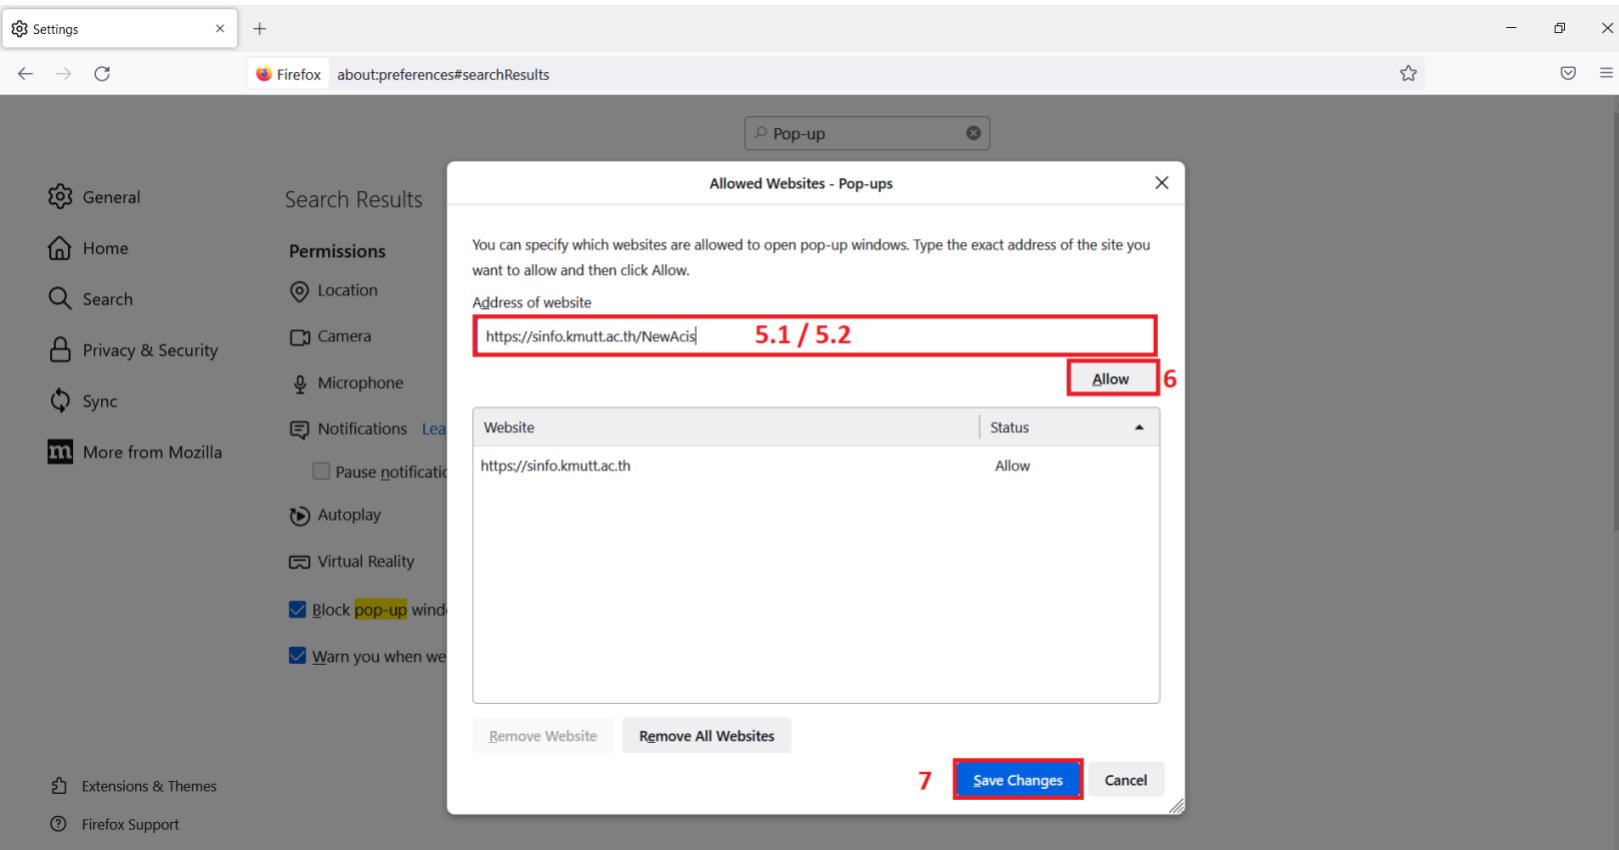 Settings
Firefox about:preferences#searchResults
Pop-up
General
Home
Search
Privacy & Security
Sync
m More from Mozilla
Extensions & Themes
Firefox Support
Search Results
Permissions
Location
Camera
Microphone
Notifications Lea
Pause notificatio
Autoplay
Virtual Reality
Block pop-up windo
Warn you when we
Allowed Websites - Pop-ups
You can specify which websites are allowed to open pop-up windows. Type the exact address of the site you
want to allow and then click Allow.
Address of website
https://sinfo.kmutt.ac.th/NewAcis 5.1 / 5.2
Allow 6
Website Status
https://sinfo.kmutt.ac.th Allow
Remove Website Remove All Websites
7 Save Changes Cancel